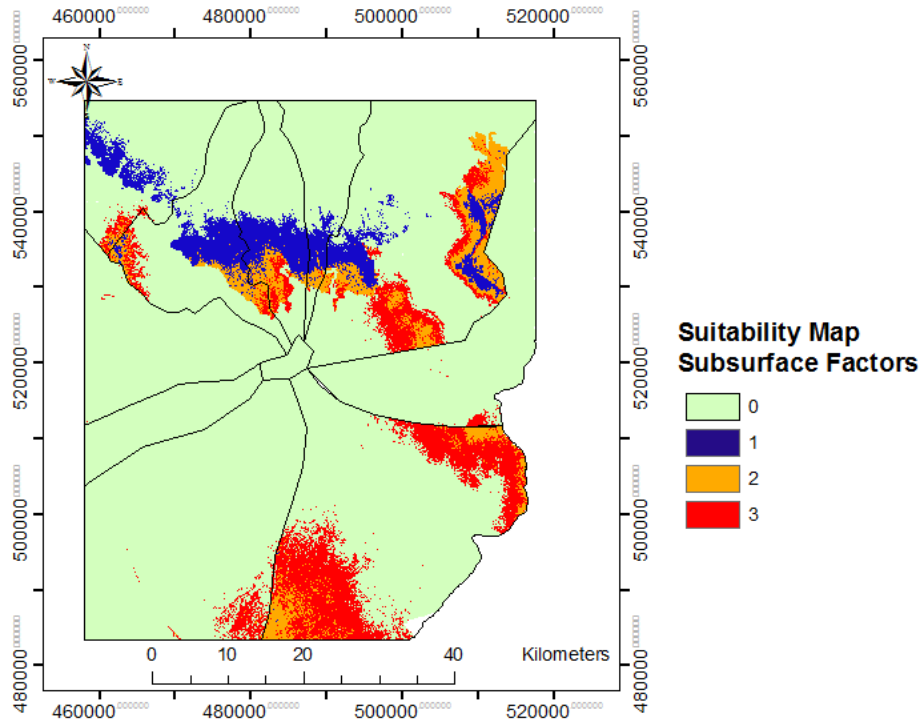 460000 480000 500000 520000
560000 560000
N
W E
S
540000 540000
520000 520000
500000 500000
480000 480000
Suitability Map
Subsurface Factors
0
1
2
3
0 10 20 40 Kilometers
460000 480000 500000 520000